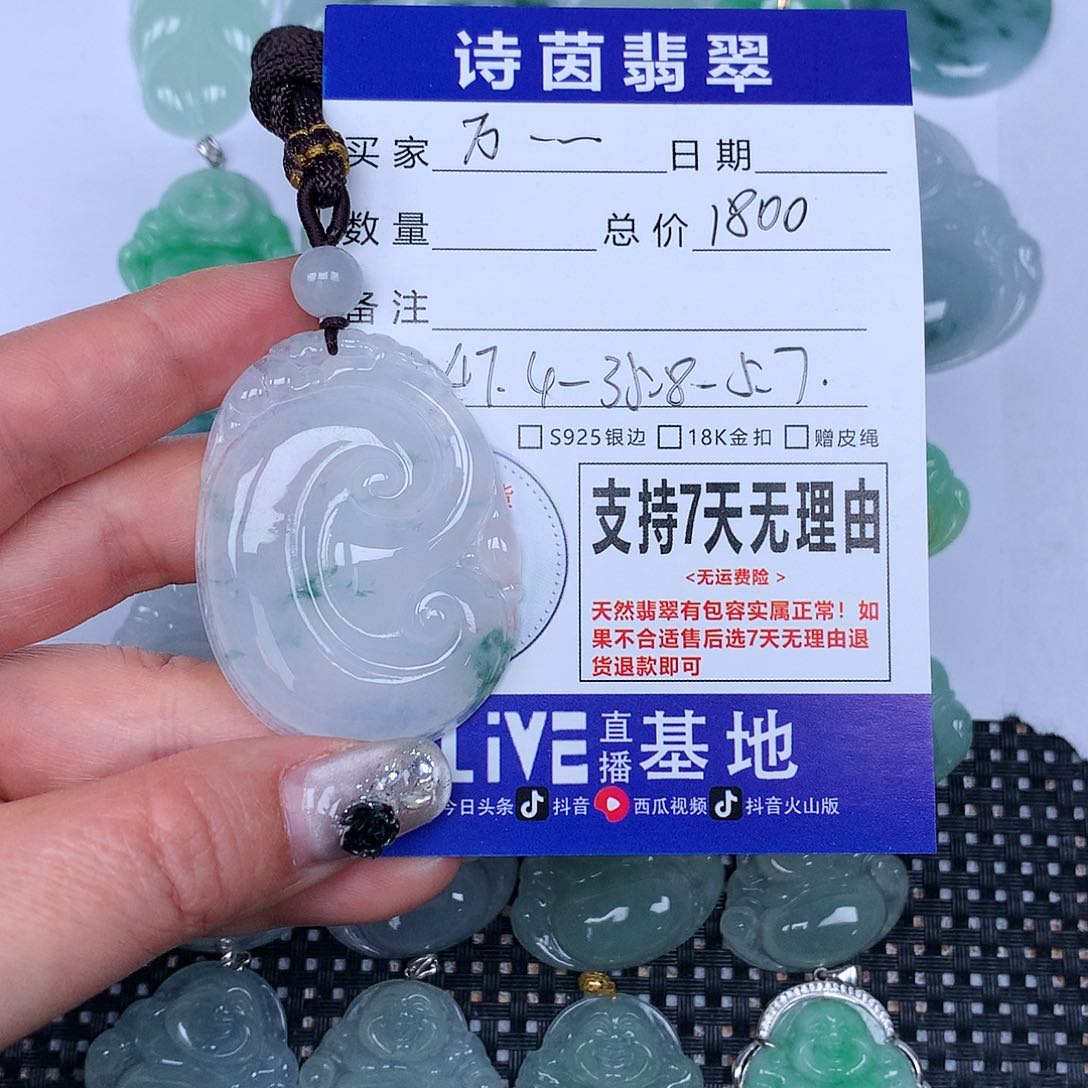 诗茵翡翠
买家 万一 日期
数量 总价 1800
备注
47.4-35.8-5.7.
□S925银边 □18K金扣 □赠皮绳
支持7天无理由
<无运费险>
天然翡翠有包容实属正常！如
果不合适售后选7天无理由退
货退款即可
LiVE 直播 基地
今日头条 抖音 西瓜视频 抖音火山版